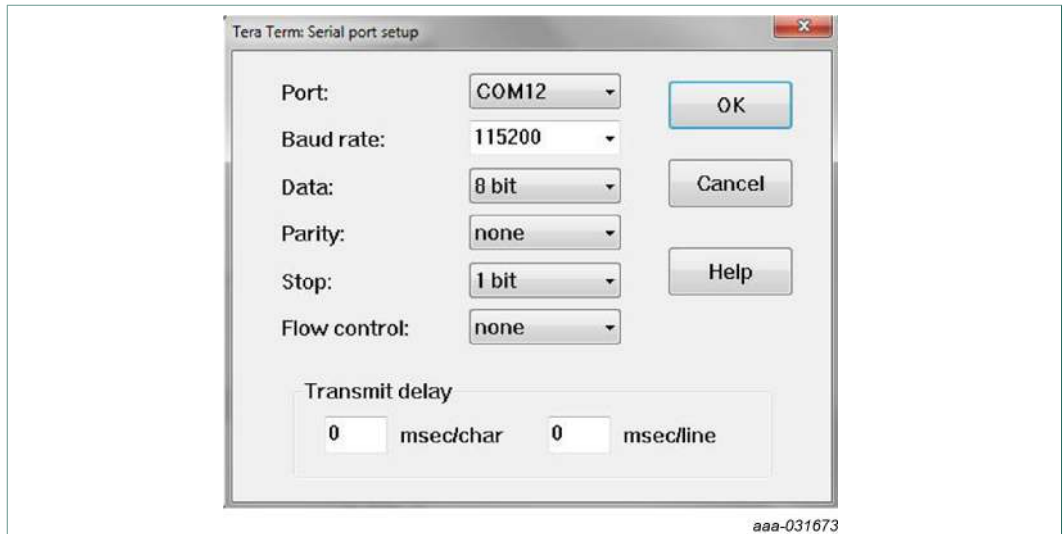 Tera Term: Serial port setup
Port: COM12 OK
Baud rate: 115200
Data: 8 bit Cancel
Parity: none
Stop: 1 bit Help
Flow control: none
Transmit delay
0 msec/char 0 msec/line
aaa-031673